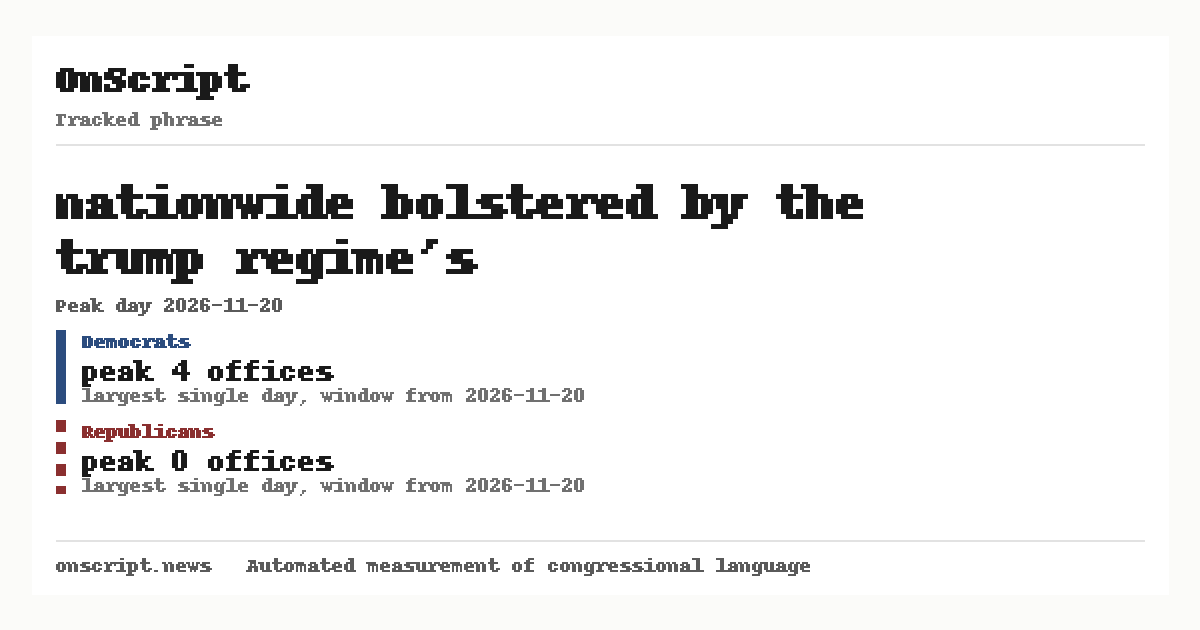 OnScript
Tracked phrase
nationwide bolstered by the
trump regime's
Peak day 2026-11-20
Democrats
peak 4 offices
largest single day, window from 2026-11-20
Republicans
peak 0 offices
largest single day, window from 2026-11-20
onscript.news Automated measurement of congressional language